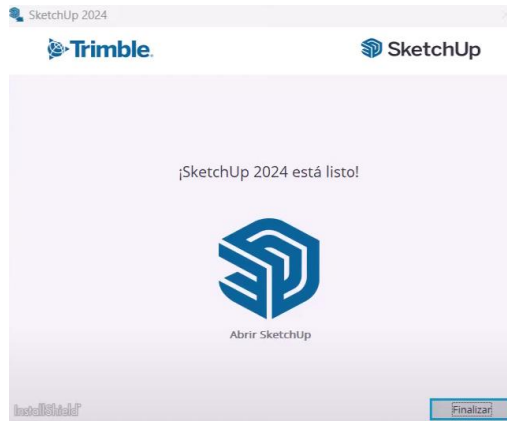 SketchUp 2024
Trimble.
SketchUp
¡SketchUp 2024 está listo!
Abrir SketchUp
InstallShield
Finalizar